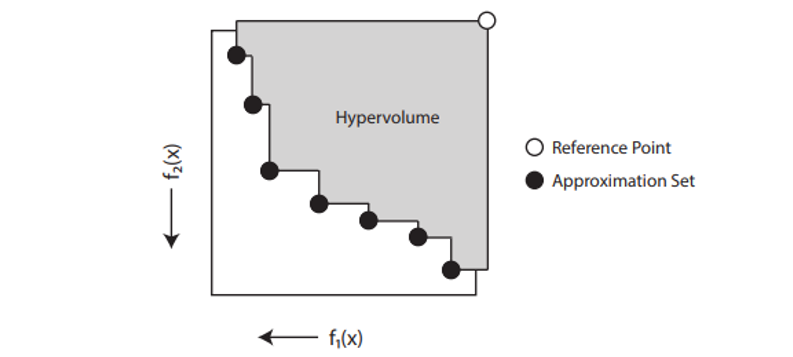 Hypervolume
f₂(x)
Reference Point
Approximation Set
f₁(x)